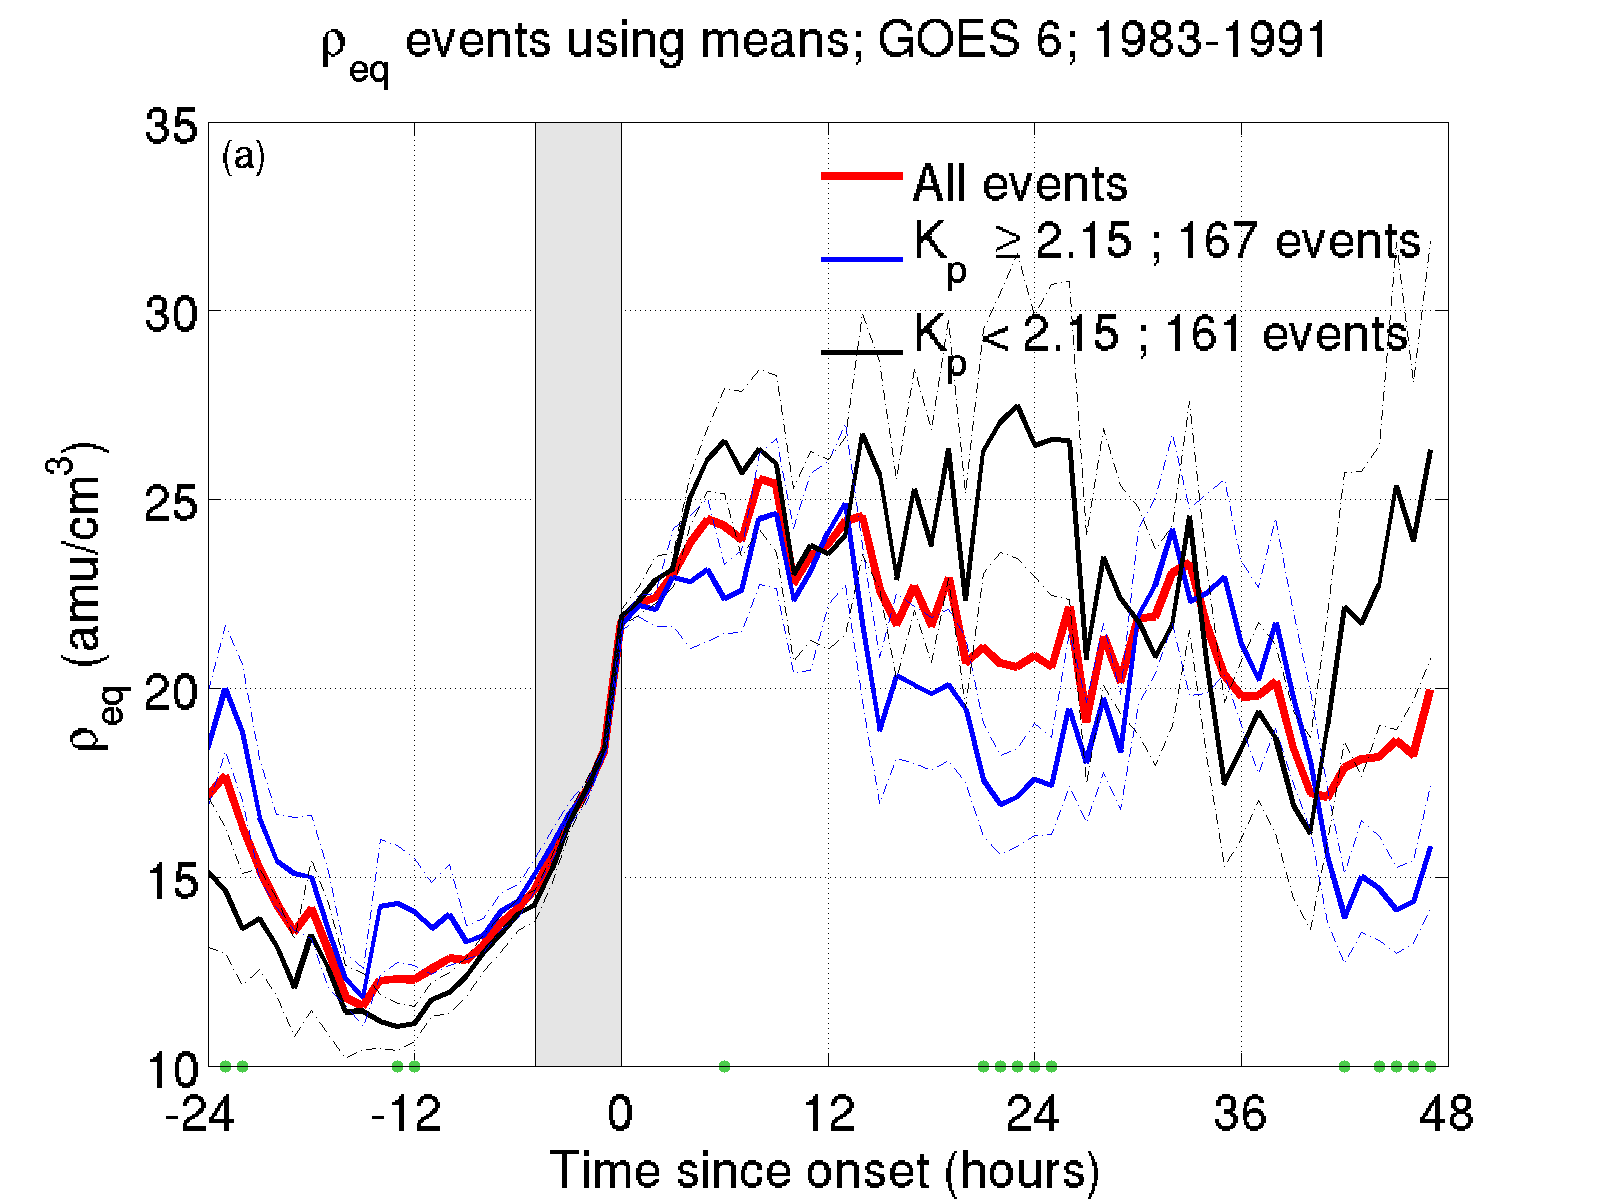 ρeq events using means; GOES 6; 1983-1991
(a)
All events
Kp ≥ 2.15 ; 167 events
Kp < 2.15 ; 161 events
ρeq (amu/cm3)
35
30
25
20
15
10
-24 -12 0 12 24 36 48
Time since onset (hours)